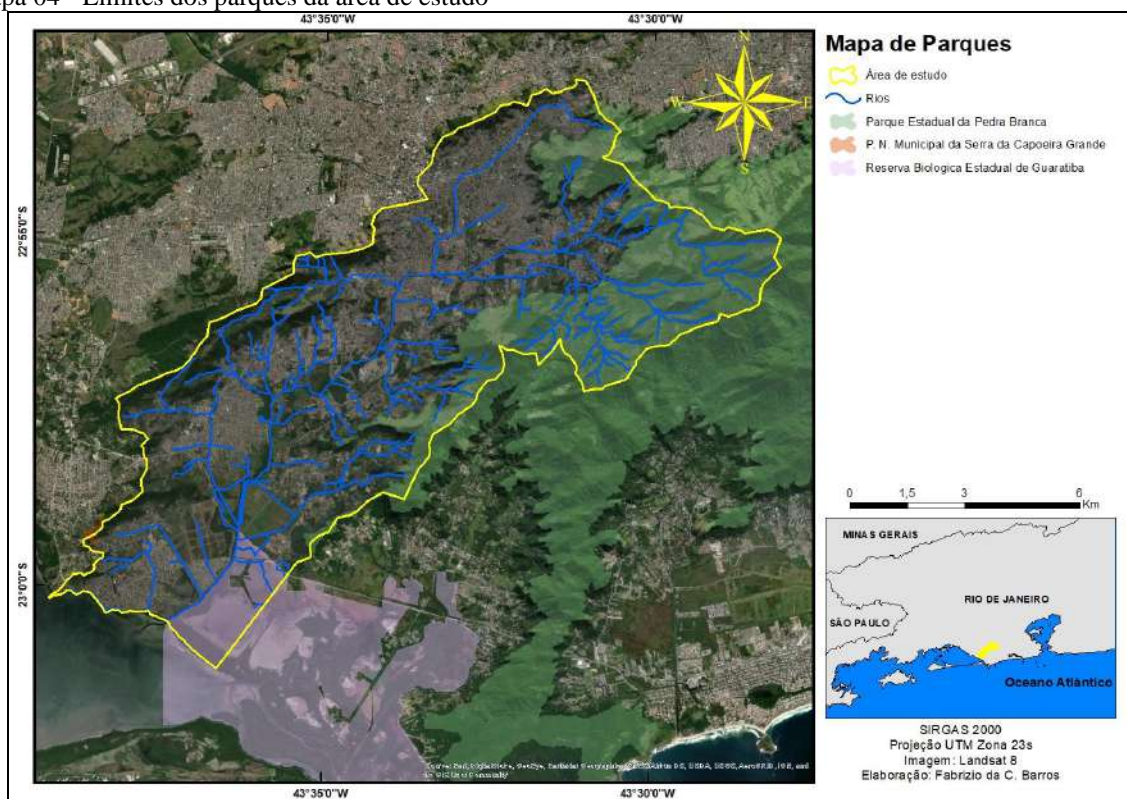 pa 04 - Limites dos parques da área de estudo
43°35'0"W
43°30'0"W
22°56'0"S
23°0'0"S
43°35'0"W
43°30'0"W
N
W
E
S
Mapa de Parques
Área de estudo
Rios
Parque Estadual da Pedra Branca
P. N. Municipal da Serra da Capoeira Grande
Reserva Biologica Estadual de Guaratiba
0 1,5 3 6
Km
MINAS GERAIS
RIO DE JANEIRO
SÃO PAULO
Oceano Atlântico
SIRGAS 2000
Projeção UTM Zona 23s
Imagem: Landsat 8
Elaboração: Fabrizio da C. Barros